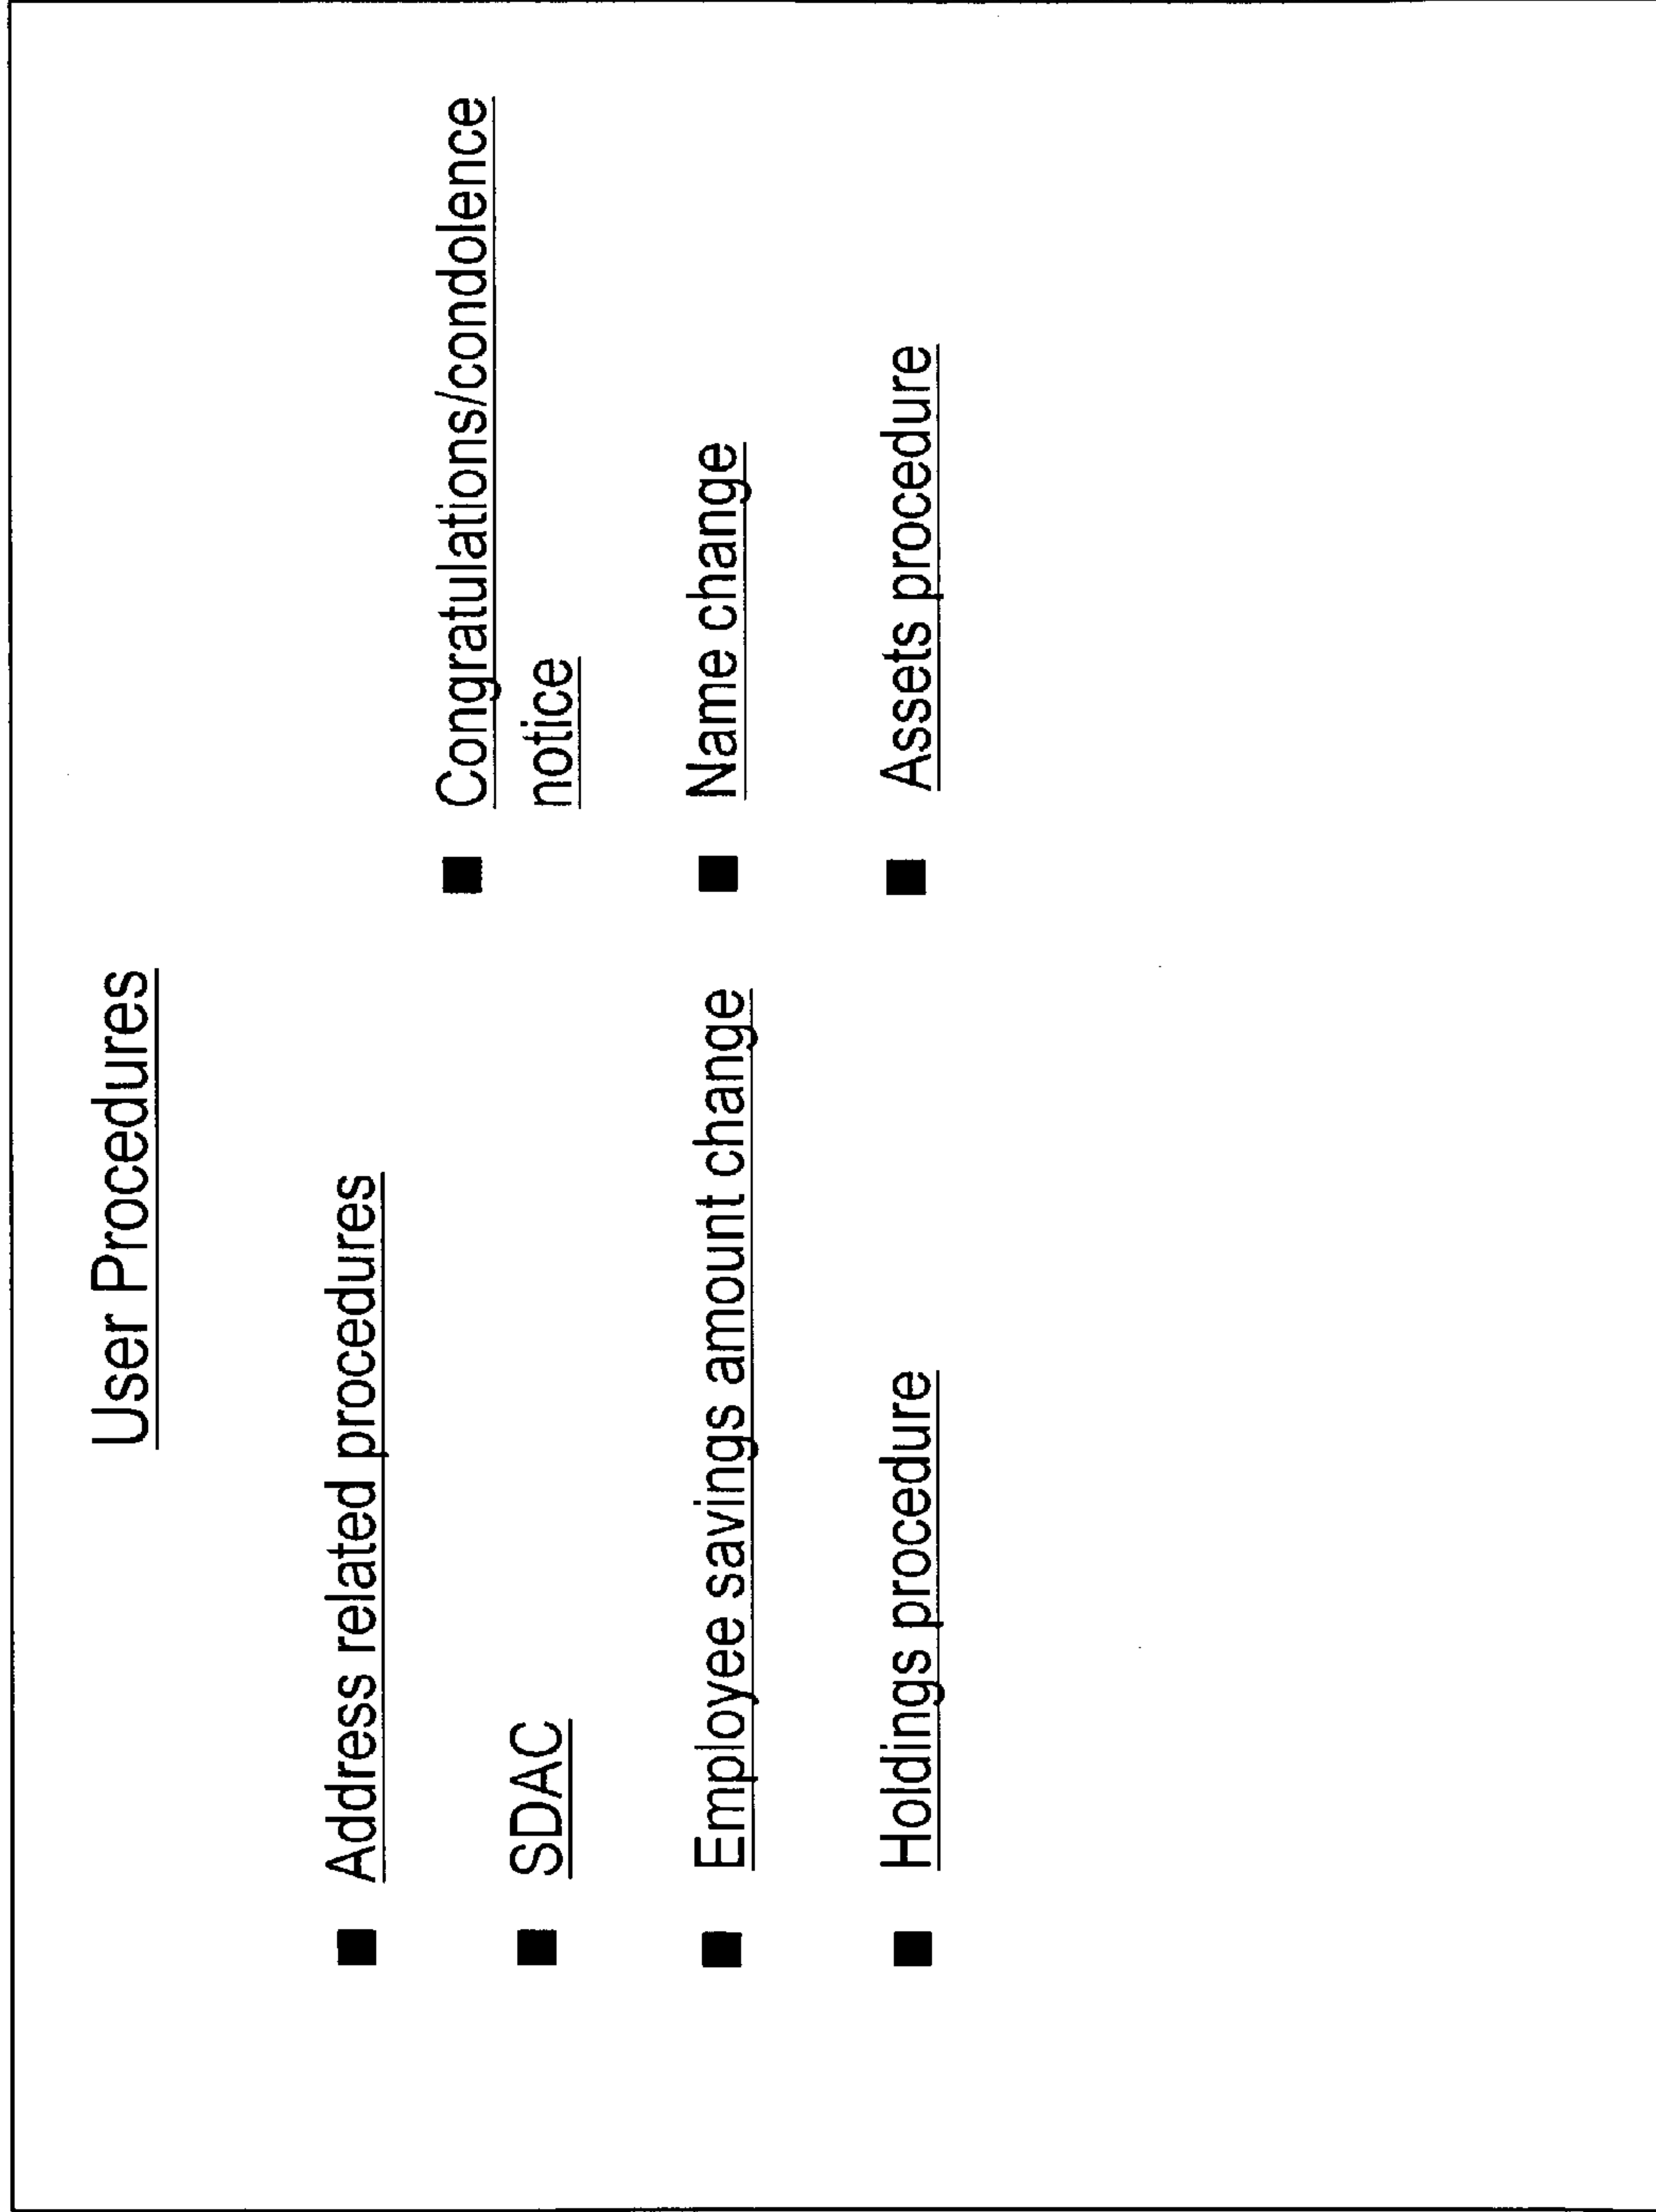 User Procedures
■ Address related procedures
■ SDAC
■ Employee savings amount change
■ Holdings procedure
■ Congratulations/condolence
notice
■ Name change
■ Assets procedure